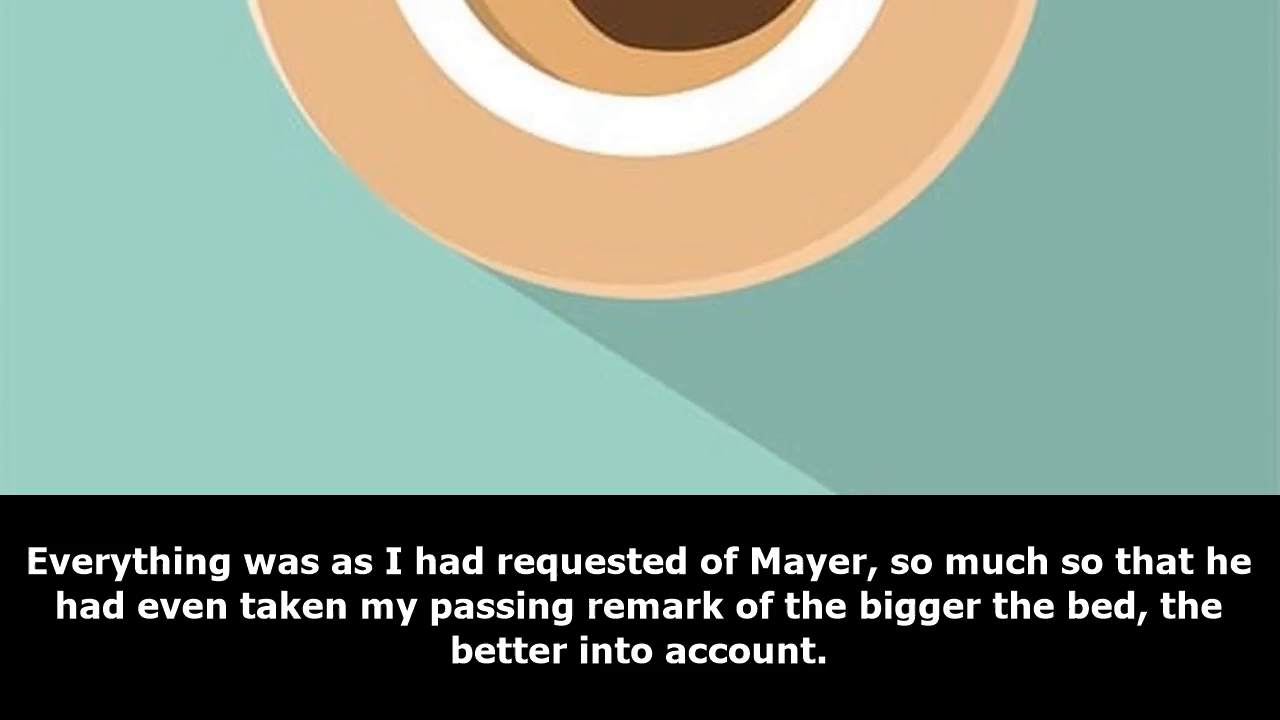 Everything was as I had requested of Mayer, so much so that he
had even taken my passing remark of the bigger the bed, the
better into account.